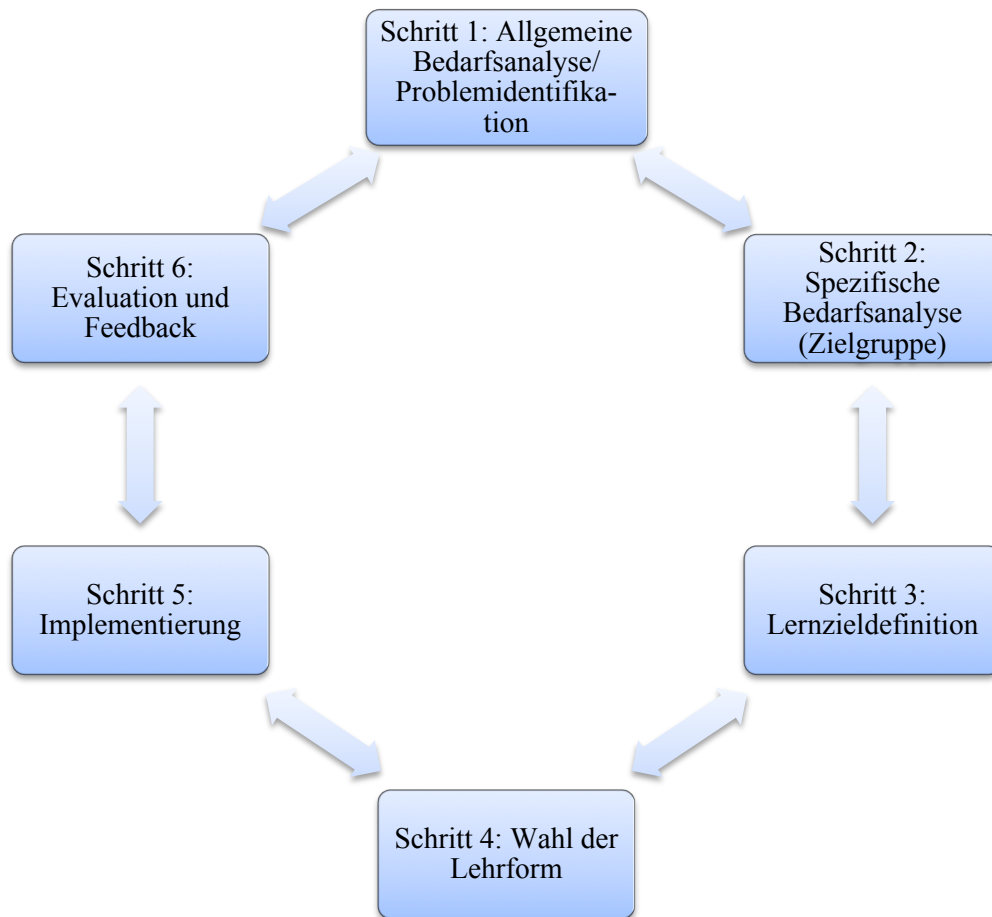 Schritt 1: Allgemeine
Bedarfsanalyse/
Problemidentifika-
tion
Schritt 2:
Spezifische
Bedarfsanalyse
(Zielgruppe)
Schritt 3:
Lernzieldefinition
Schritt 4: Wahl der
Lehrform
Schritt 5:
Implementierung
Schritt 6:
Evaluation und
Feedback